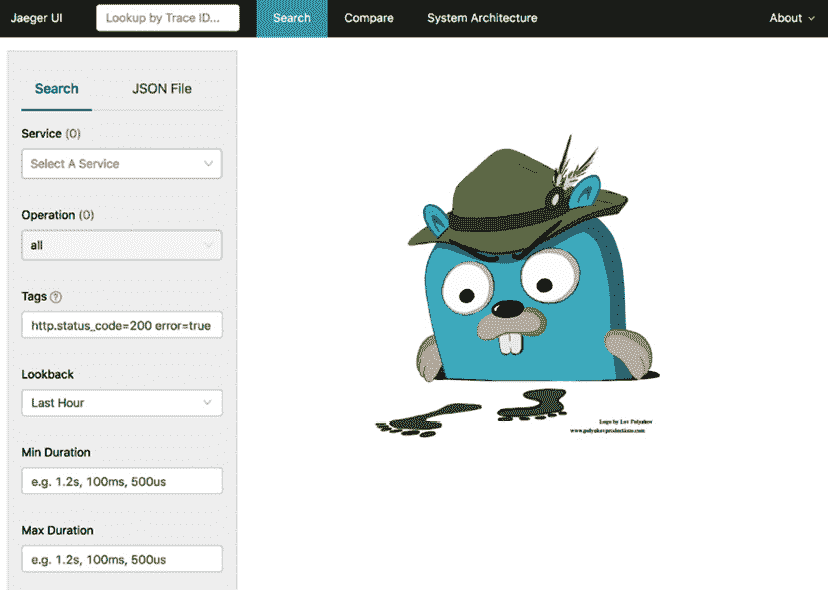 Jaeger UI
Lookup by Trace ID...
Search
Compare
System Architecture
About
Search
JSON File
Service (0)
Select A Service
Operation (0)
all
Tags
http.status_code=200 error=true
Lookback
Last Hour
Min Duration
e.g. 1.2s, 100ms, 500us
Max Duration
e.g. 1.2s, 100ms, 500us
Logo by Lev Polyakov
www.polyakovproductions.com